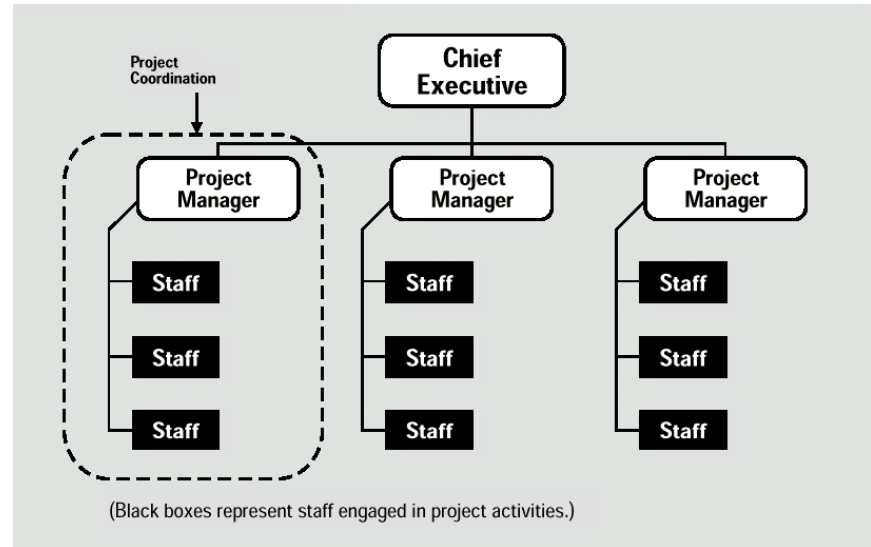 Project
Coordination
Chief
Executive
Project
Manager
Project
Manager
Project
Manager
Staff
Staff
Staff
Staff
Staff
Staff
Staff
Staff
Staff
(Black boxes represent staff engaged in project activities.)